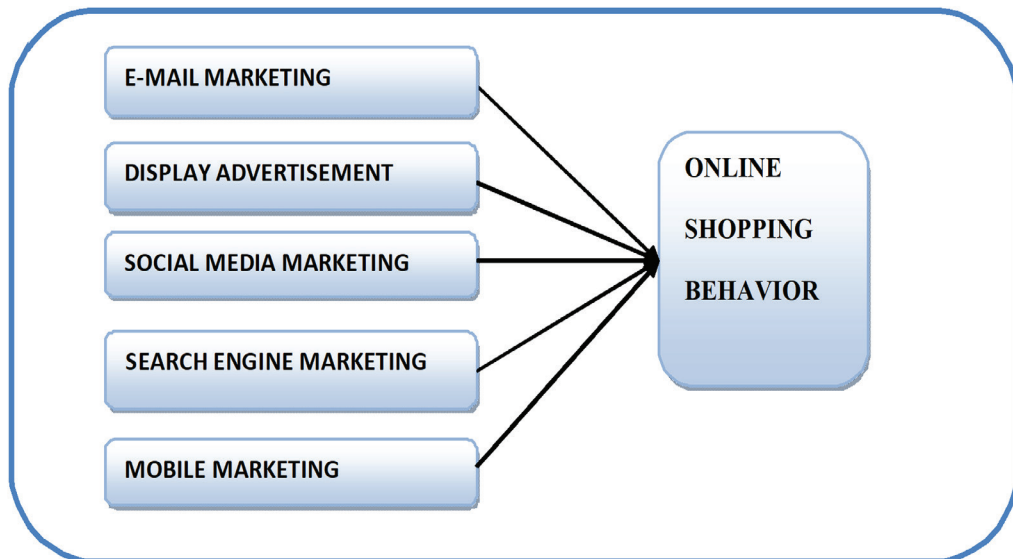 E-MAIL MARKETING
DISPLAY ADVERTISEMENT
SOCIAL MEDIA MARKETING
SEARCH ENGINE MARKETING
MOBILE MARKETING
ONLINE
SHOPPING
BEHAVIOR